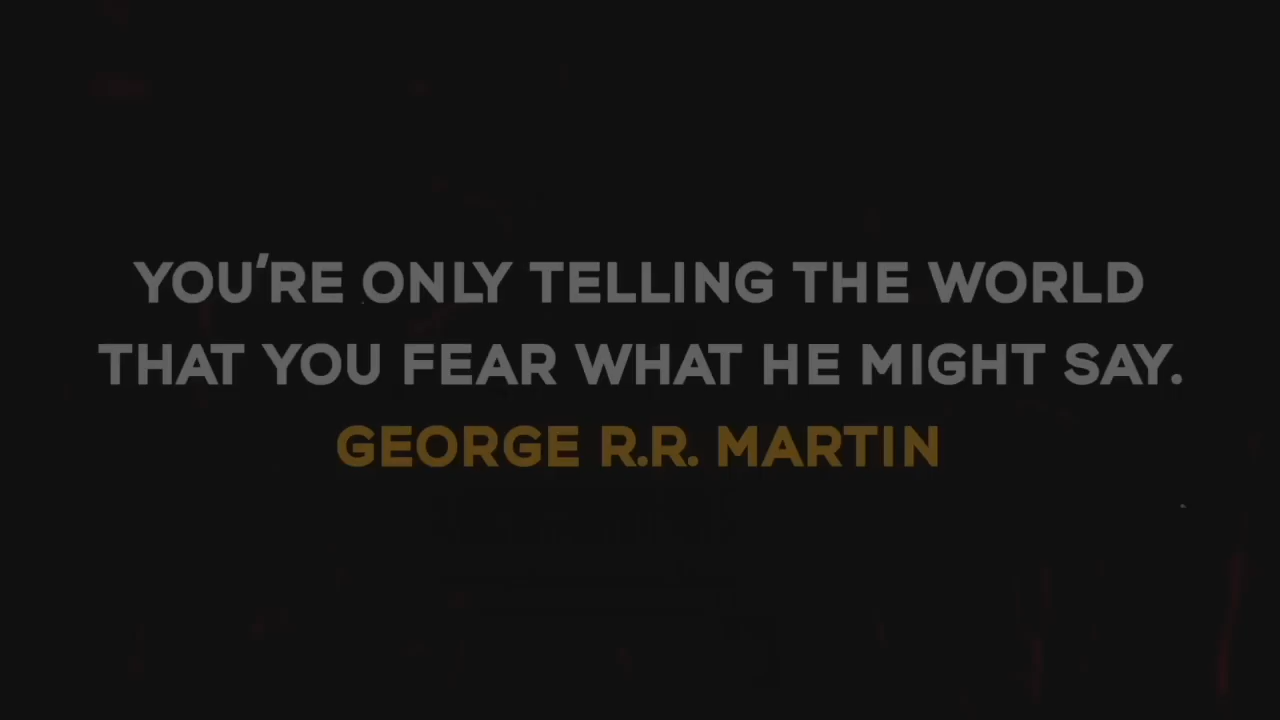 YOU'RE ONLY TELLING THE WORLD
THAT YOU FEAR WHAT HE MIGHT SAY.
GEORGE R.R. MARTIN